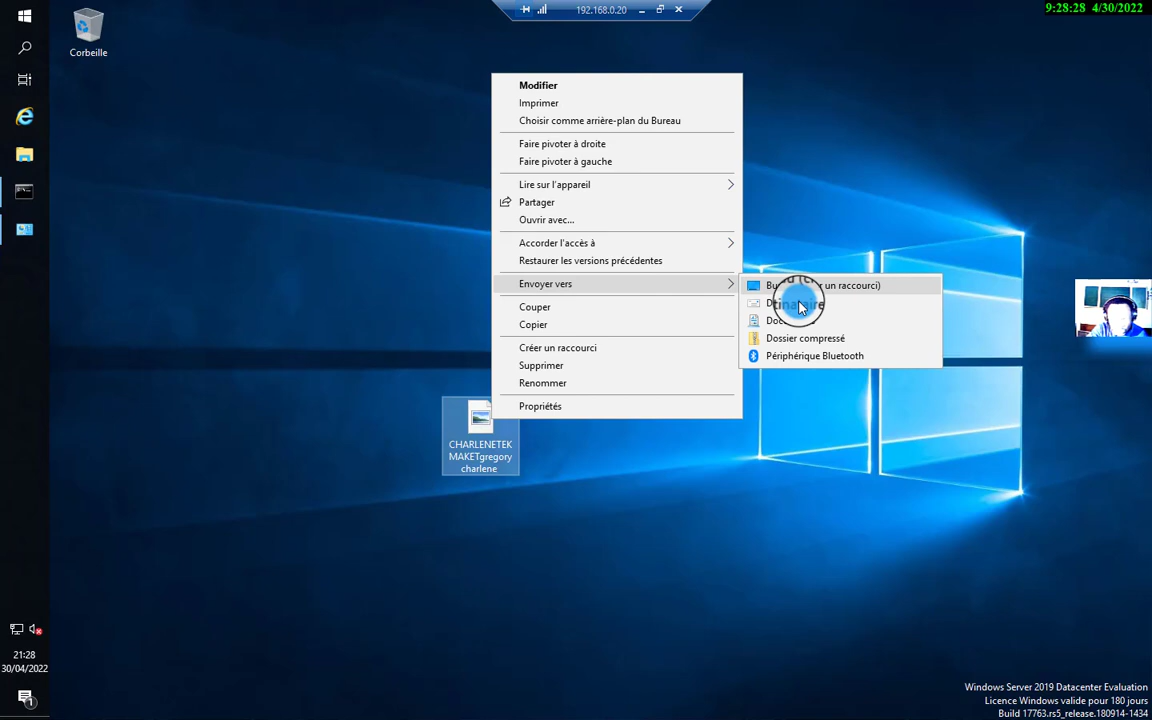 192.168.0.20
9:28:28 4/30/2022
Corbeille
Modifier
Imprimer
Choisir comme arrière-plan du Bureau
Faire pivoter à droite
Faire pivoter à gauche
Lire sur l'appareil
Partager
Ouvrir avec...
Accorder l'accès à
Restaurer les versions précédentes
Envoyer vers
Couper
Copier
Créer un raccourci
Supprimer
Renommer
Propriétés
un raccourci)
Dossier compressé
Périphérique Bluetooth
CHARLENETEK
MAKETgregory
charlene
21:28
30/04/2022
Windows Server 2019 Datacenter Evaluation
Licence Windows valide pour 180 jours
Build 17763.rs5_release.180914-1434